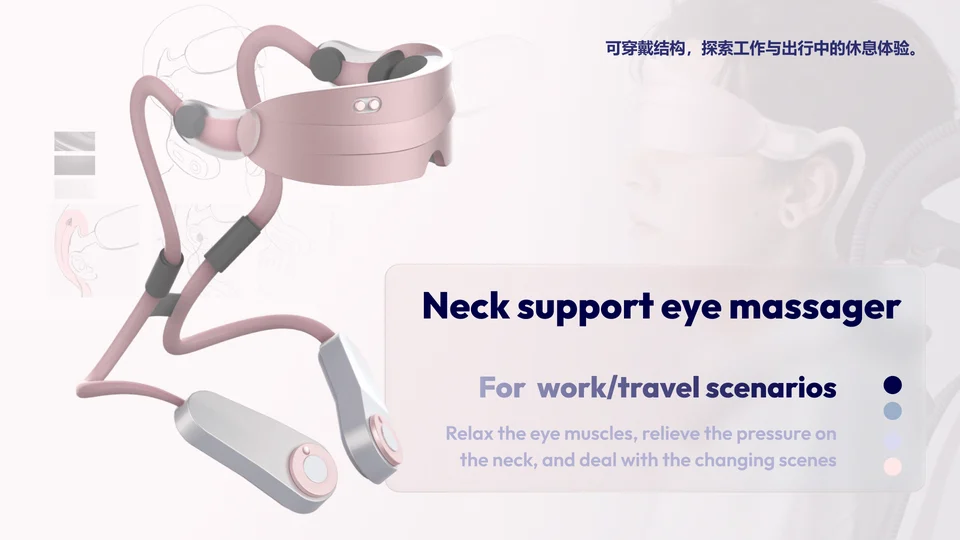 可穿戴结构，探索工作与出行中的休息体验。
Neck support eye massager
For work/travel scenarios
Relax the eye muscles, relieve the pressure on
the neck, and deal with the changing scenes